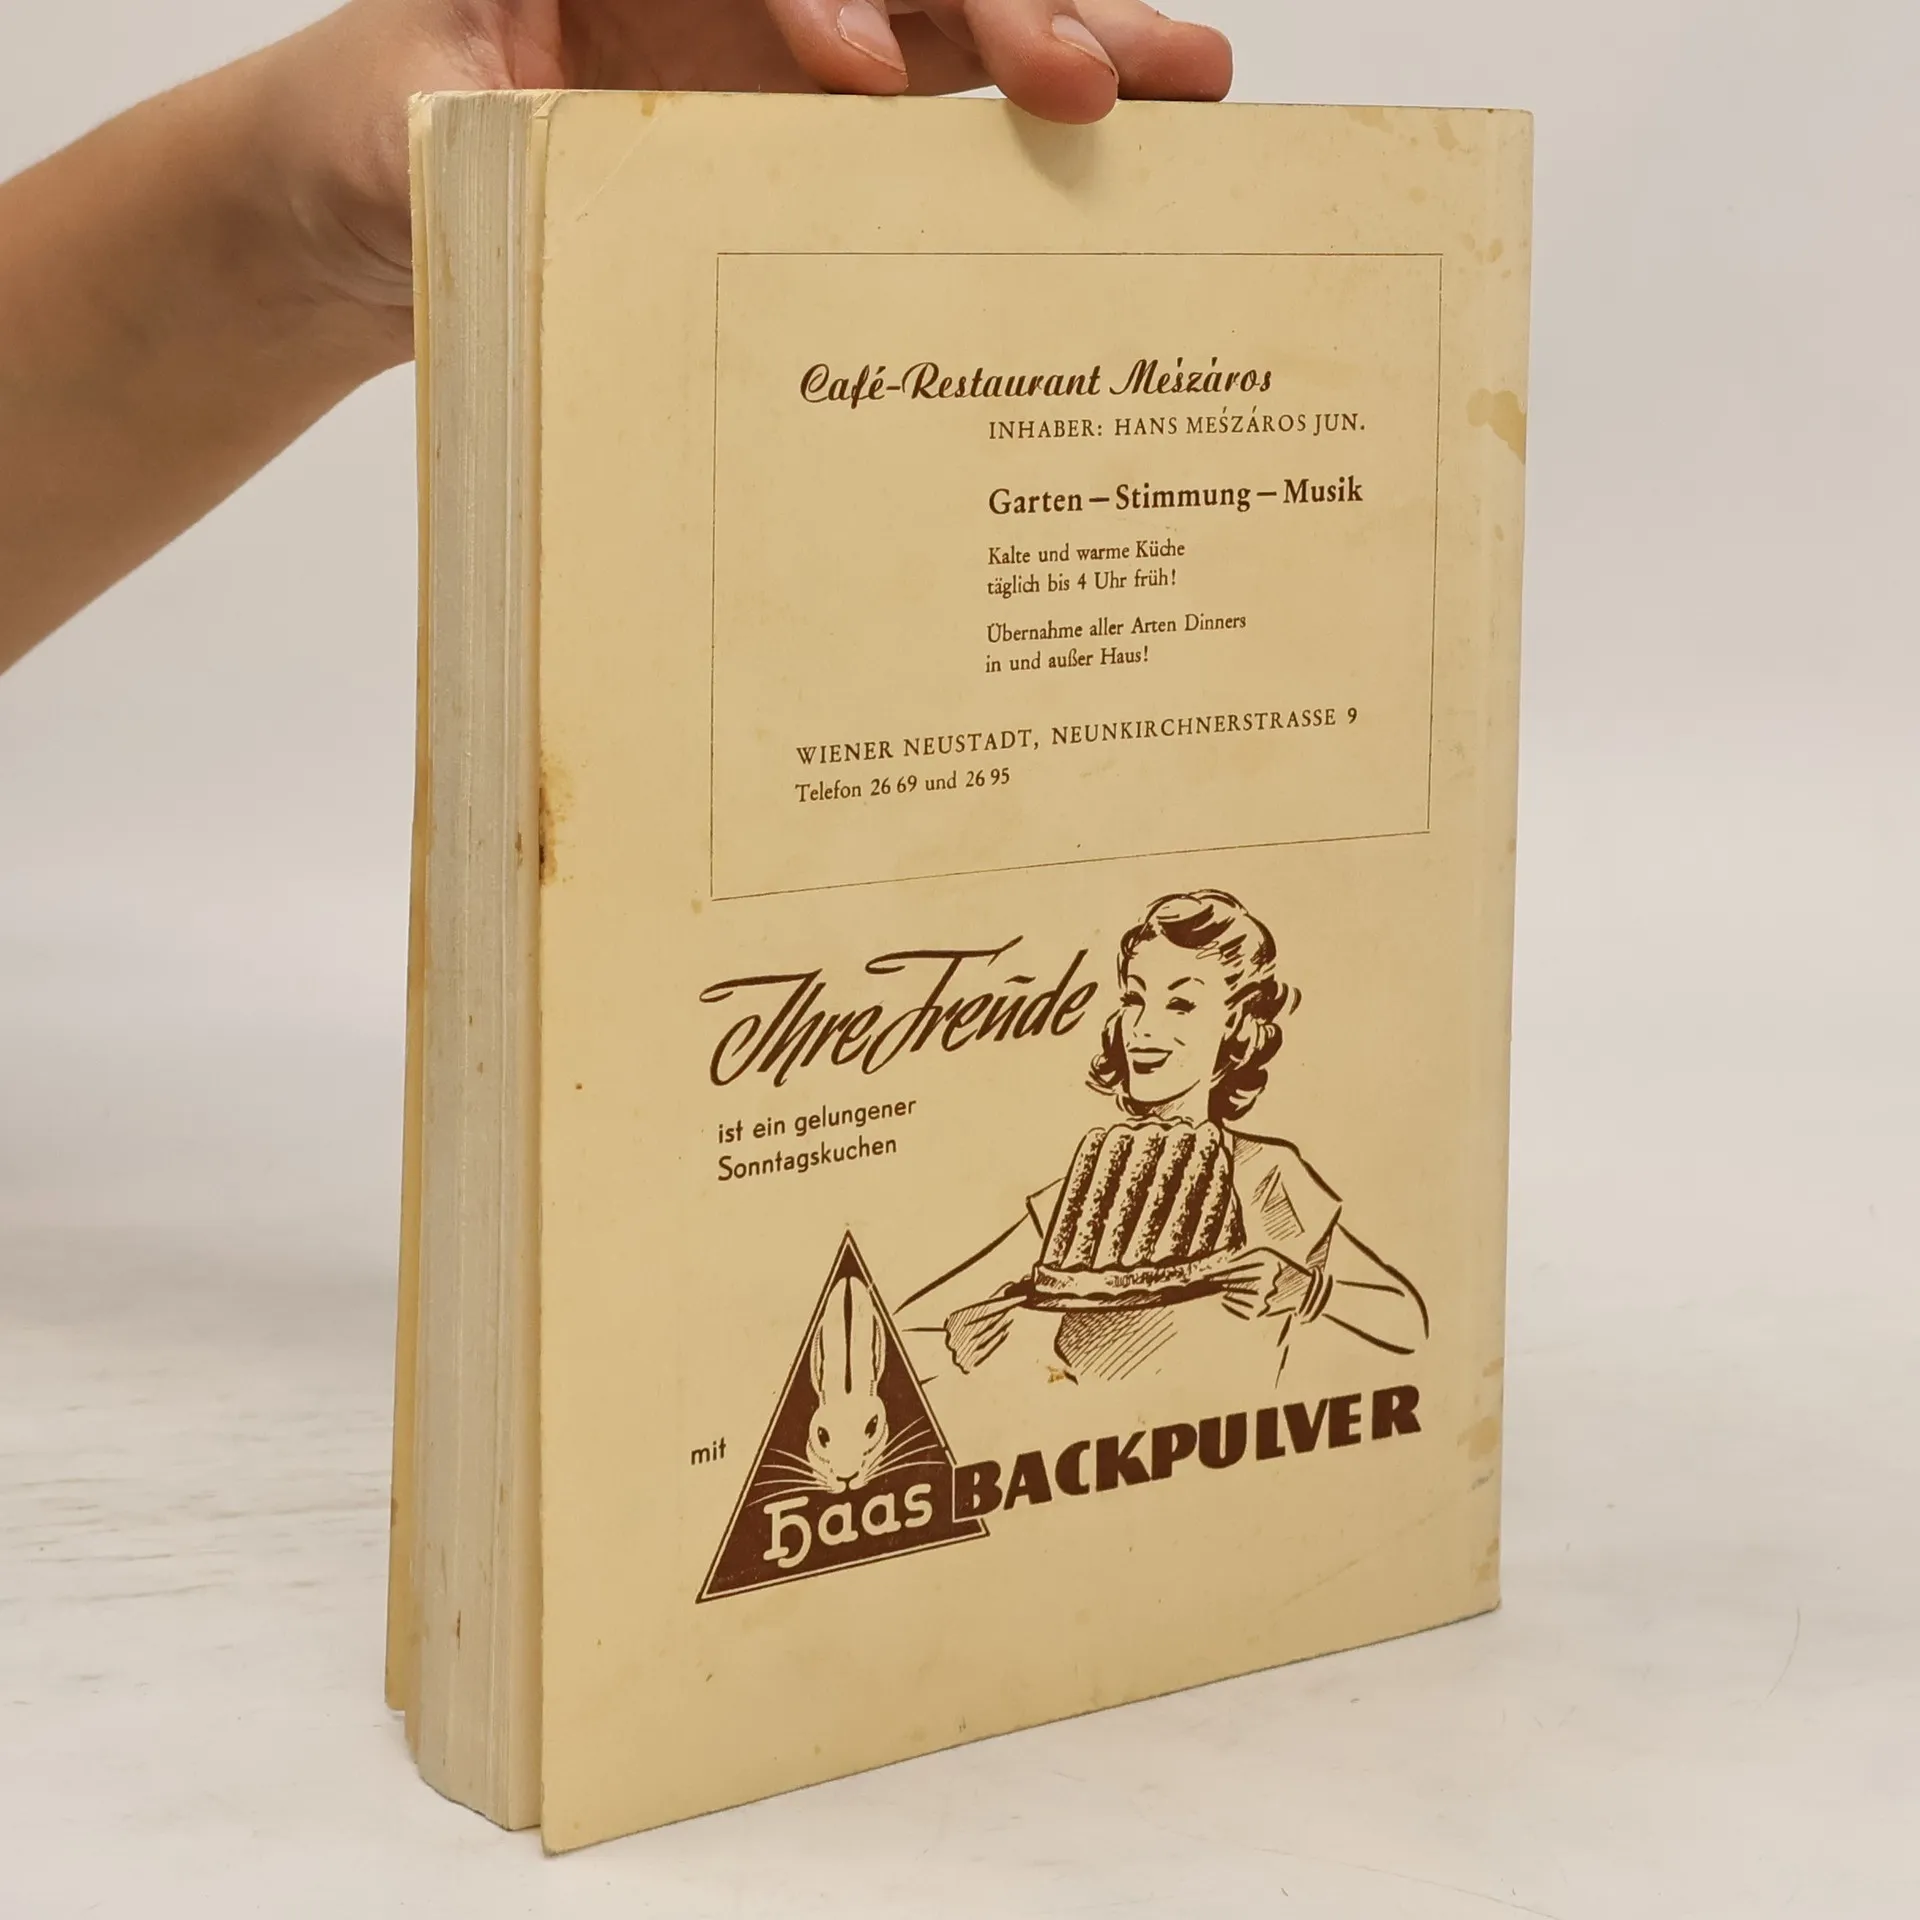 Café-Restaurant Meśzáros
INHABER: HANS MEŚZÁROS JUN.
Garten – Stimmung – Musik
Kalte und warme Küche
täglich bis 4 Uhr früh!
Übernahme aller Arten Dinners
in und außer Haus!
WIENER NEUSTADT, NEUNKIRCHNERSTRASSE 9
Telefon 26 69 und 26 95
Ihre Freude
ist ein gelungener
Sonntagskuchen
mit
Haas BACKPULVER